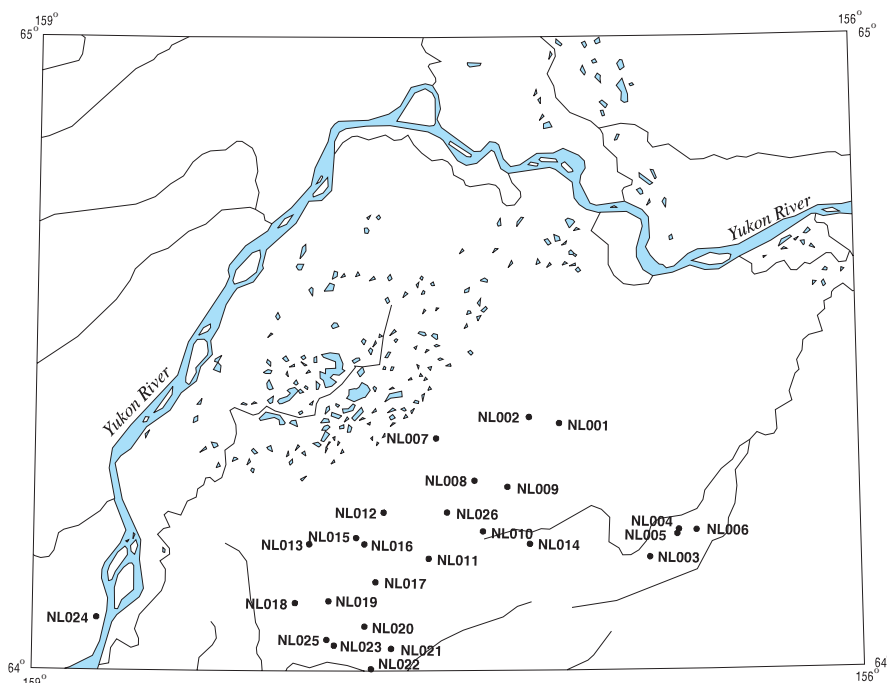 159°
156°
65°
65°
Yukon River
Yukon River
NL002
NL001
NL007
NL008
NL009
NL012
NL026
NL004
NL015
NL010
NL005
NL006
NL013
NL016
NL014
NL011
NL003
NL017
NL018
NL019
NL024
NL020
NL025
NL023
NL021
NL022
64°
64
159°
156°